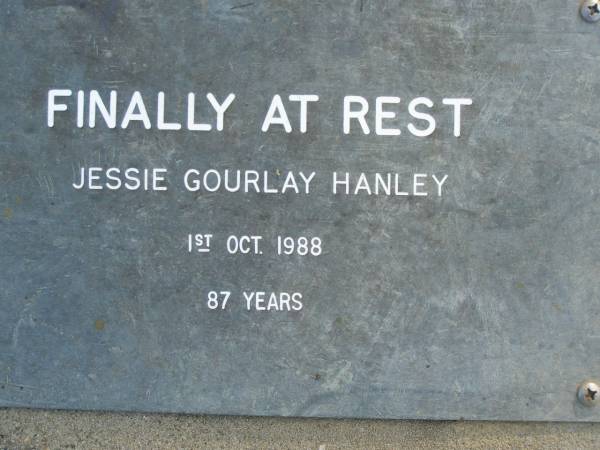 FINALLY AT REST
JESSIE GOURLAY HANLEY
1ST OCT. 1988
87 YEARS